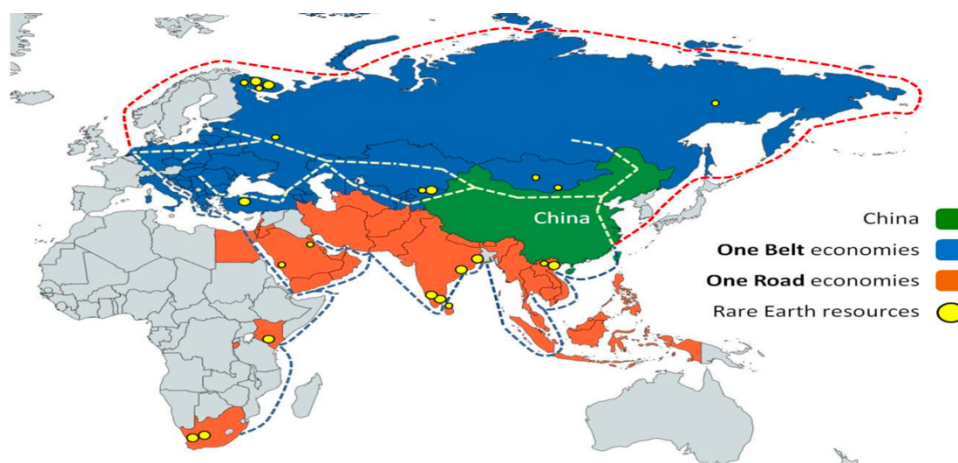 China
China
One Belt economies
One Road economies
Rare Earth resources